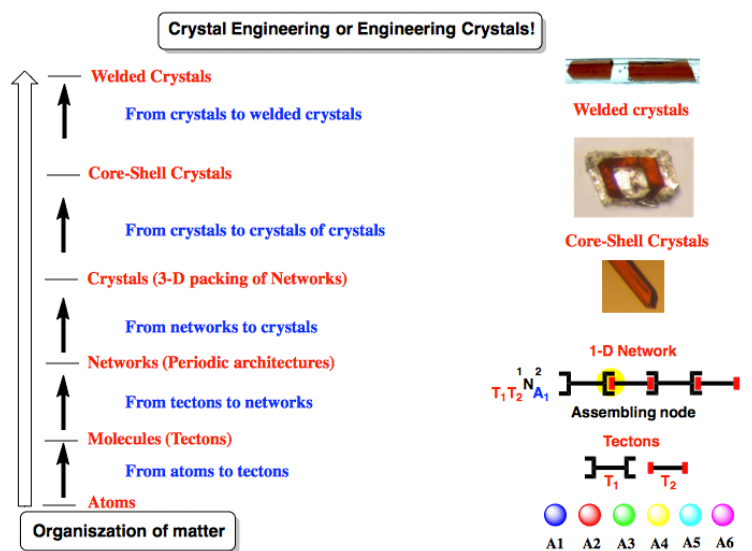 Crystal Engineering or Engineering Crystals!
Welded Crystals
From crystals to welded crystals
Welded crystals
Core-Shell Crystals
From crystals to crystals of crystals
Core-Shell Crystals
Crystals (3-D packing of Networks)
From networks to crystals
1-D Network
Networks (Periodic architectures)
1 2
T1T2NA1
From tectons to networks
Assembling node
Molecules (Tectons)
Tectons
From atoms to tectons
T1 T2
Atoms
A1 A2 A3 A4 A5 A6
Organiszation of matter